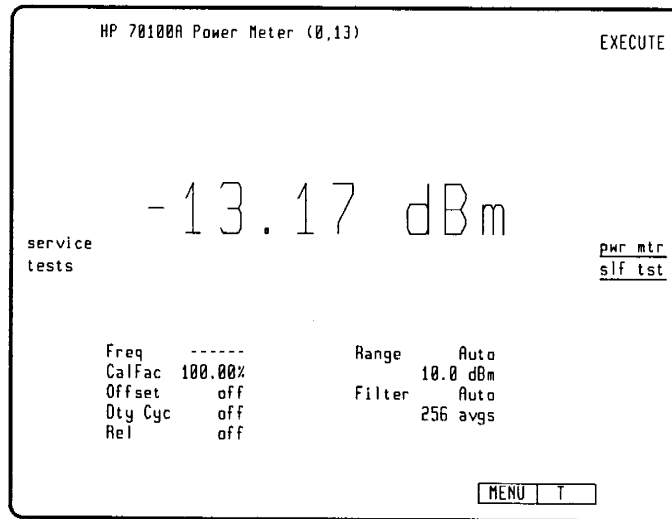 HP 70100A Power Meter (0,13)
EXECUTE
-13.17 dBm
service
tests
pwr mtr
slf tst
Freq ------
CalFac 100.00%
Offset off
Dty Cyc off
Rel off
Range Auto
10.0 dBm
Filter Auto
256 avgs
MENU T